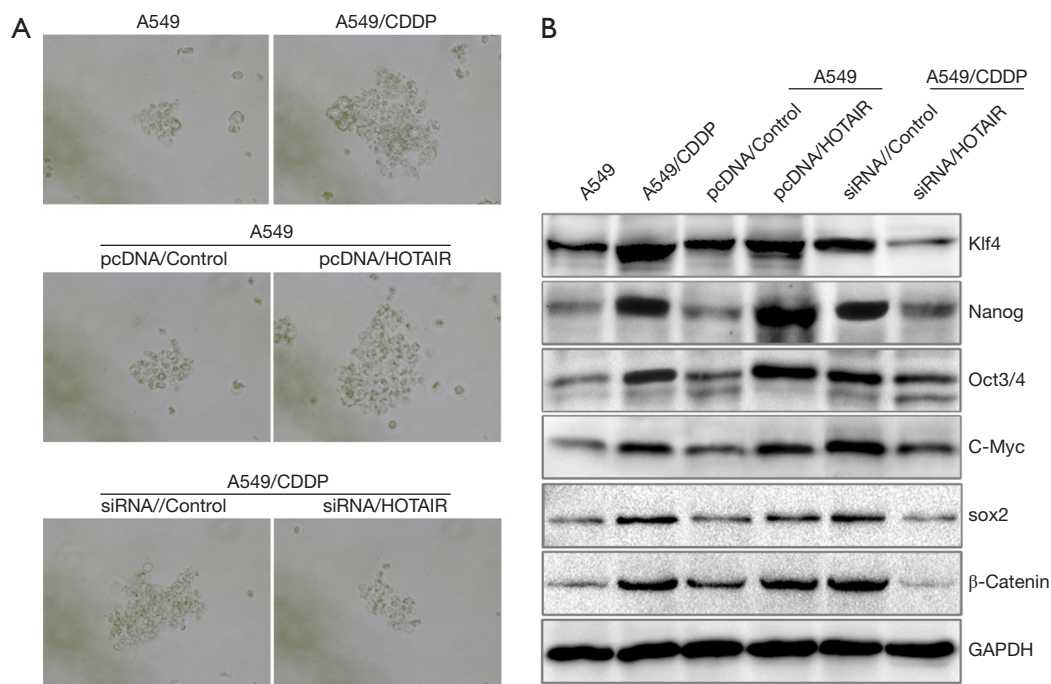 A
A549
A549/CDDP
A549
pcDNA/Control
pcDNA/HOTAIR
A549/CDDP
siRNA//Control
siRNA/HOTAIR
B
A549
A549/CDDP
A549
A549/CDDP
pcDNA/Control
pcDNA/HOTAIR
siRNA//Control
siRNA/HOTAIR
Klf4
Nanog
Oct3/4
C-Myc
sox2
β-Catenin
GAPDH